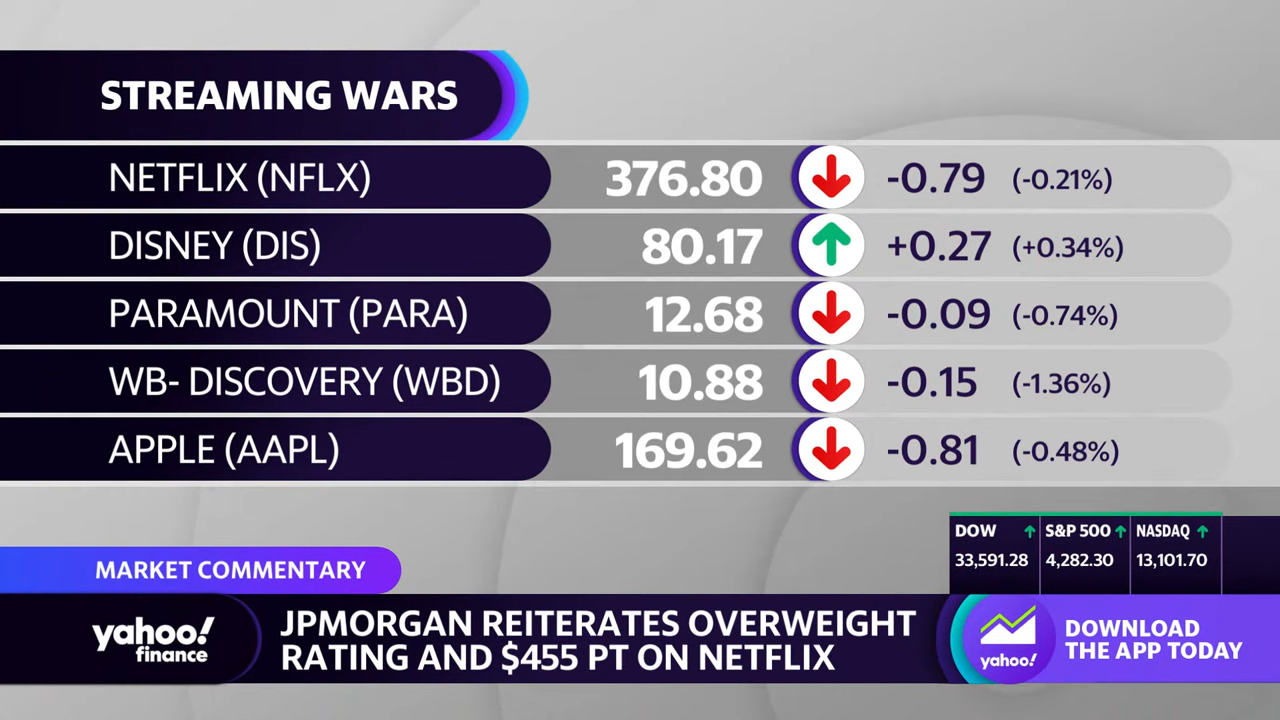 STREAMING WARS
NETFLIX (NFLX) 376.80 -0.79 (-0.21%)
DISNEY (DIS) 80.17 +0.27 (+0.34%)
PARAMOUNT (PARA) 12.68 -0.09 (-0.74%)
WB- DISCOVERY (WBD) 10.88 -0.15 (-1.36%)
APPLE (AAPL) 169.62 -0.81 (-0.48%)
DOW S&P 500 NASDAQ
33,591.28 4,282.30 13,101.70
MARKET COMMENTARY
yahoo!
finance
JPMORGAN REITERATES OVERWEIGHT
RATING AND $455 PT ON NETFLIX
yahoo!
DOWNLOAD
THE APP TODAY